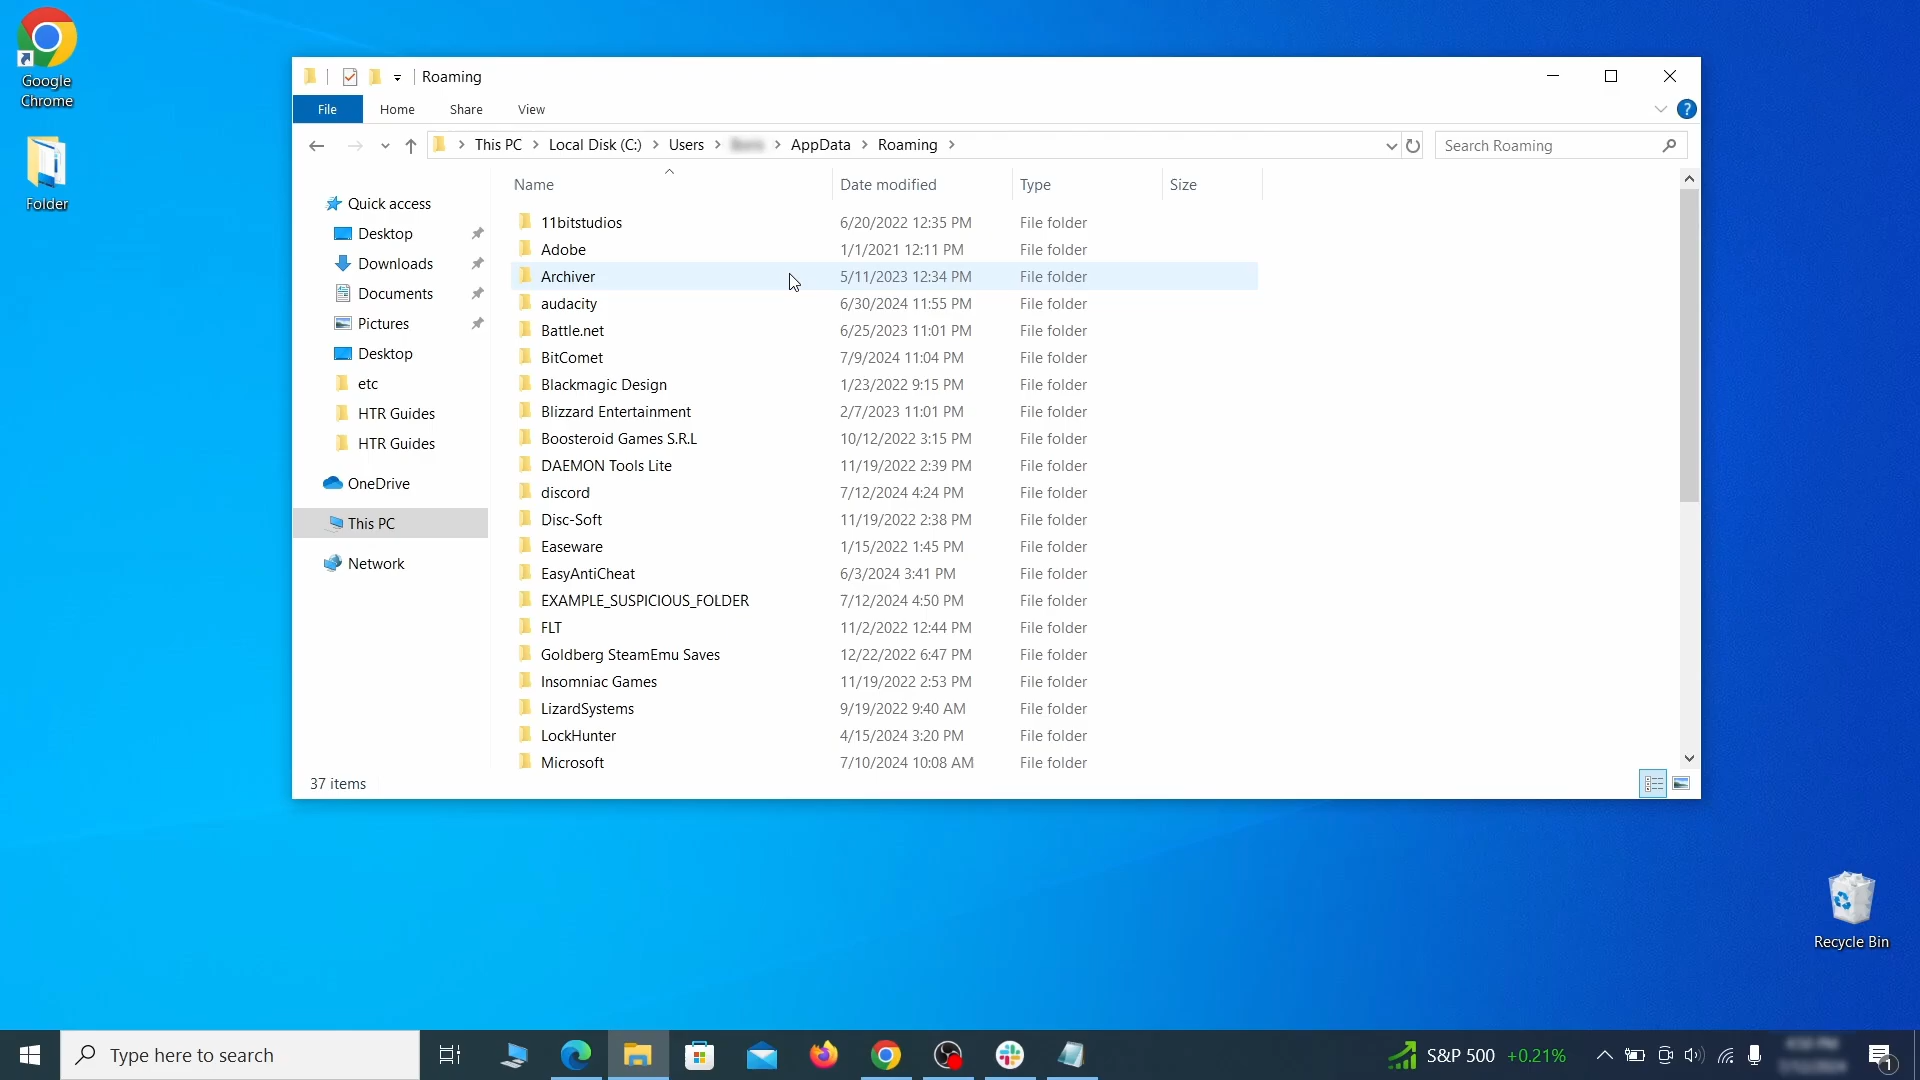 Google
Chrome
Folder
Roaming
File
Home
Share
View
?
This PC
Local Disk (C:)
Users
AppData
Roaming
Search Roaming
Quick access
Desktop
Downloads
Documents
Pictures
Desktop
etc
HTR Guides
HTR Guides
OneDrive
This PC
Network
Name Date modified Type Size
11bitstudios 6/20/2022 12:35 PM File folder
Adobe 1/1/2021 12:11 PM File folder
Archiver 5/11/2023 12:34 PM File folder
audacity 6/30/2024 11:55 PM File folder
Battle.net 6/25/2023 11:01 PM File folder
BitComet 7/9/2024 11:04 PM File folder
Blackmagic Design 1/23/2022 9:15 PM File folder
Blizzard Entertainment 2/7/2023 11:01 PM File folder
Boosteroid Games S.R.L 10/12/2022 3:15 PM File folder
DAEMON Tools Lite 11/19/2022 2:39 PM File folder
discord 7/12/2024 4:24 PM File folder
Disc-Soft 11/19/2022 2:38 PM File folder
Easeware 1/15/2022 1:45 PM File folder
EasyAntiCheat 6/3/2024 3:41 PM File folder
EXAMPLE_SUSPICIOUS_FOLDER 7/12/2024 4:50 PM File folder
FLT 11/2/2022 12:44 PM File folder
Goldberg SteamEmu Saves 12/22/2022 6:47 PM File folder
Insomniac Games 11/19/2022 2:53 PM File folder
LizardSystems 9/19/2022 9:40 AM File folder
LockHunter 4/15/2024 3:20 PM File folder
Microsoft 7/10/2024 10:08 AM File folder
37 items
Recycle Bin
Type here to search
S&P 500 +0.21%
1